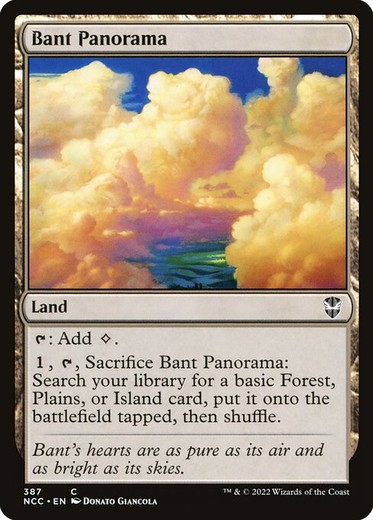 Bant Panorama
Land
: Add .
1 , , Sacrifice Bant Panorama:
Search your library for a basic Forest,
Plains, or Island card, put it onto the
battlefield tapped, then shuffle.
Bant's hearts are as pure as its air and
as bright as its skies.
387 C
NCC • EN Donato Giancola
™ & © 2022 Wizards of the Coast